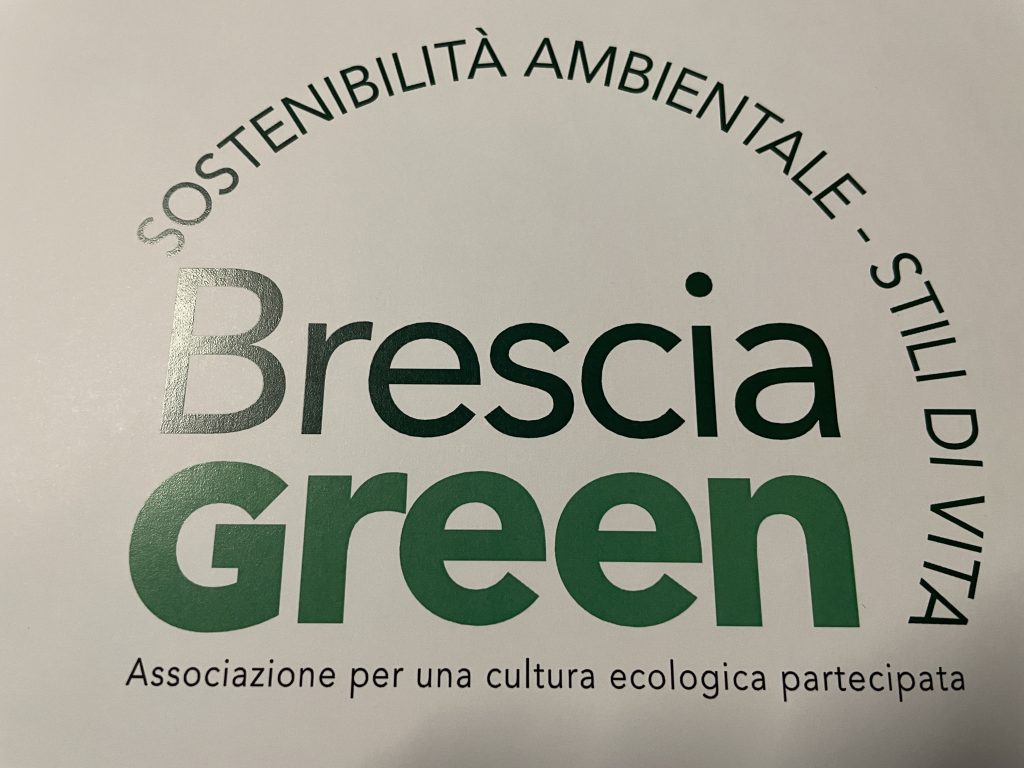 SOSTENIBILITÀ AMBIENTALE - STILI DI VITA
Brescia
Green
Associazione per una cultura ecologica partecipata